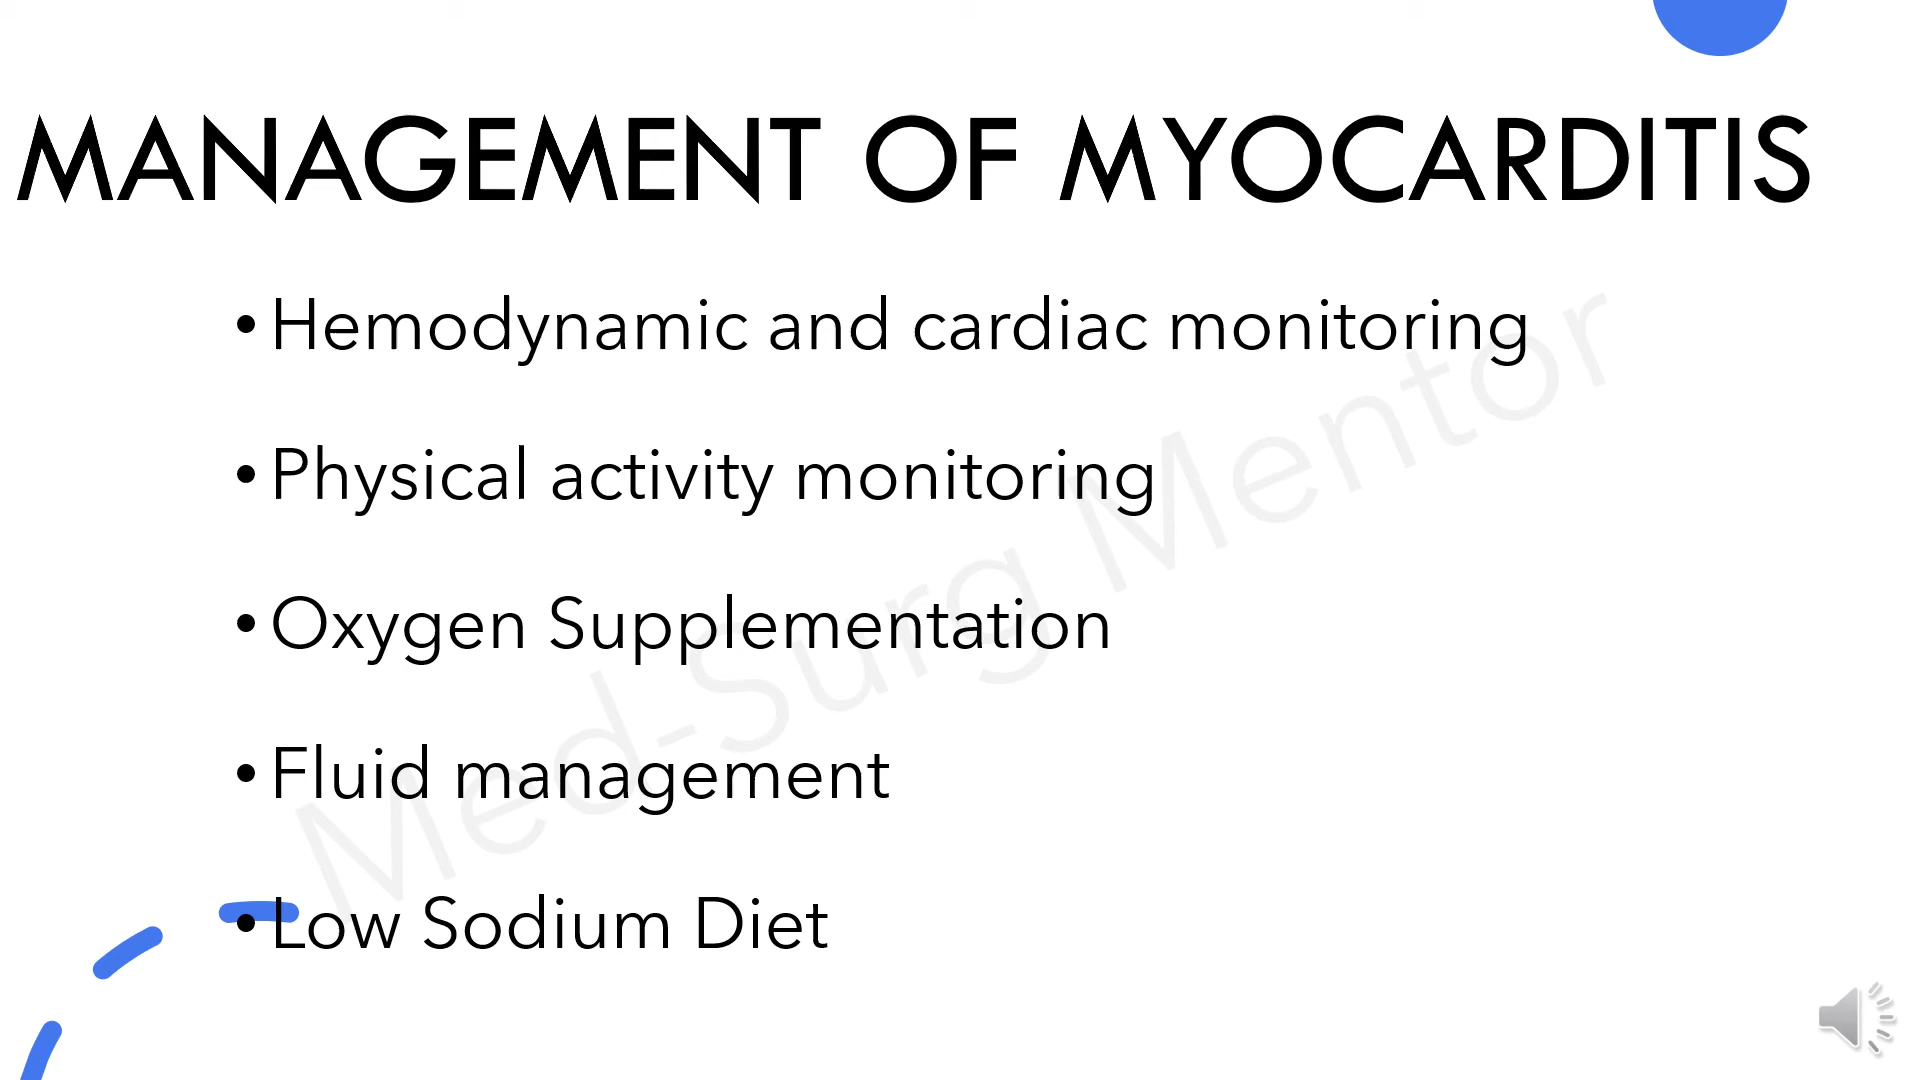 MANAGEMENT OF MYOCARDITIS
• Hemodynamic and cardiac monitoring
• Physical activity monitoring
• Oxygen Supplementation
• Fluid management
• Low Sodium Diet
Med-Surg Mentor